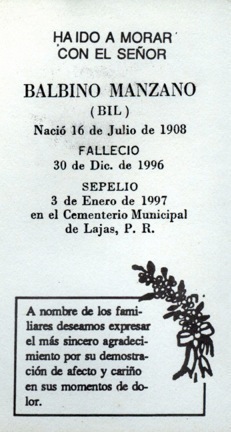 HA IDO A MORAR
CON EL SEÑOR
BALBINO MANZANO
(BIL)
Nació 16 de Julio de 1908
FALLECIO
30 de Dic. de 1996
SEPELIO
3 de Enero de 1997
en el Cementerio Municipal
de Lajas, P. R.
A nombre de los fami-
liares deseamos expresar
el más sincero agradeci-
miento por su demostra-
ción de afecto y cariño
en sus momentos de do-
lor.